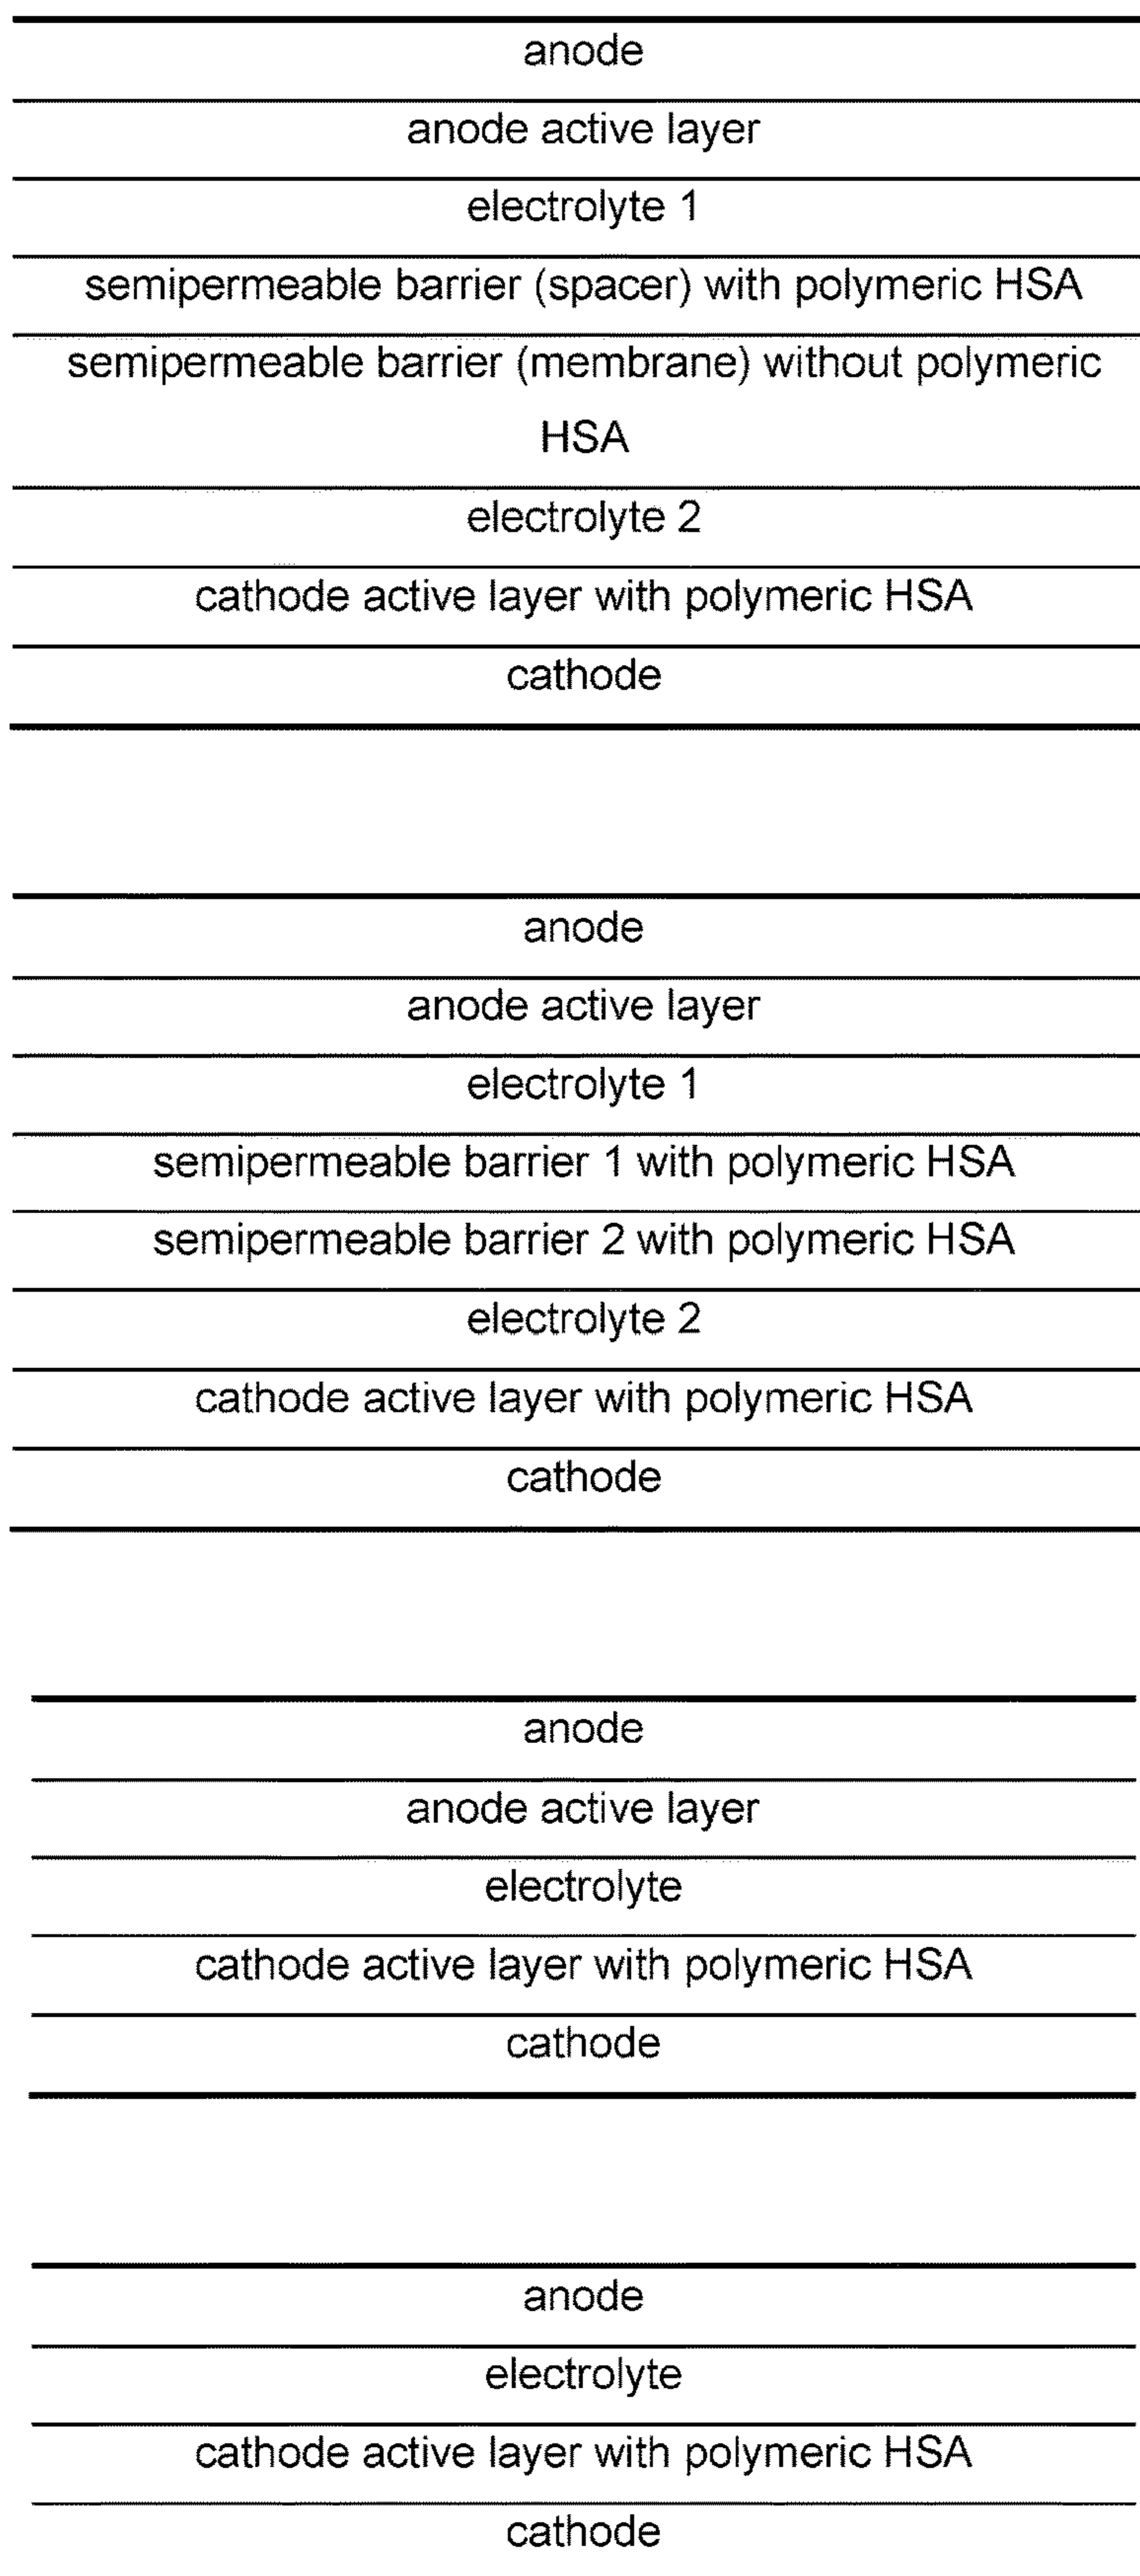 anode
anode active layer
electrolyte 1
semipermeable barrier (spacer) with polymeric HSA
semipermeable barrier (membrane) without polymeric
HSA
electrolyte 2
cathode active layer with polymeric HSA
cathode
anode
anode active layer
electrolyte 1
semipermeable barrier 1 with polymeric HSA
semipermeable barrier 2 with polymeric HSA
electrolyte 2
cathode active layer with polymeric HSA
cathode
anode
anode active layer
electrolyte
cathode active layer with polymeric HSA
cathode
anode
electrolyte
cathode active layer with polymeric HSA
cathode